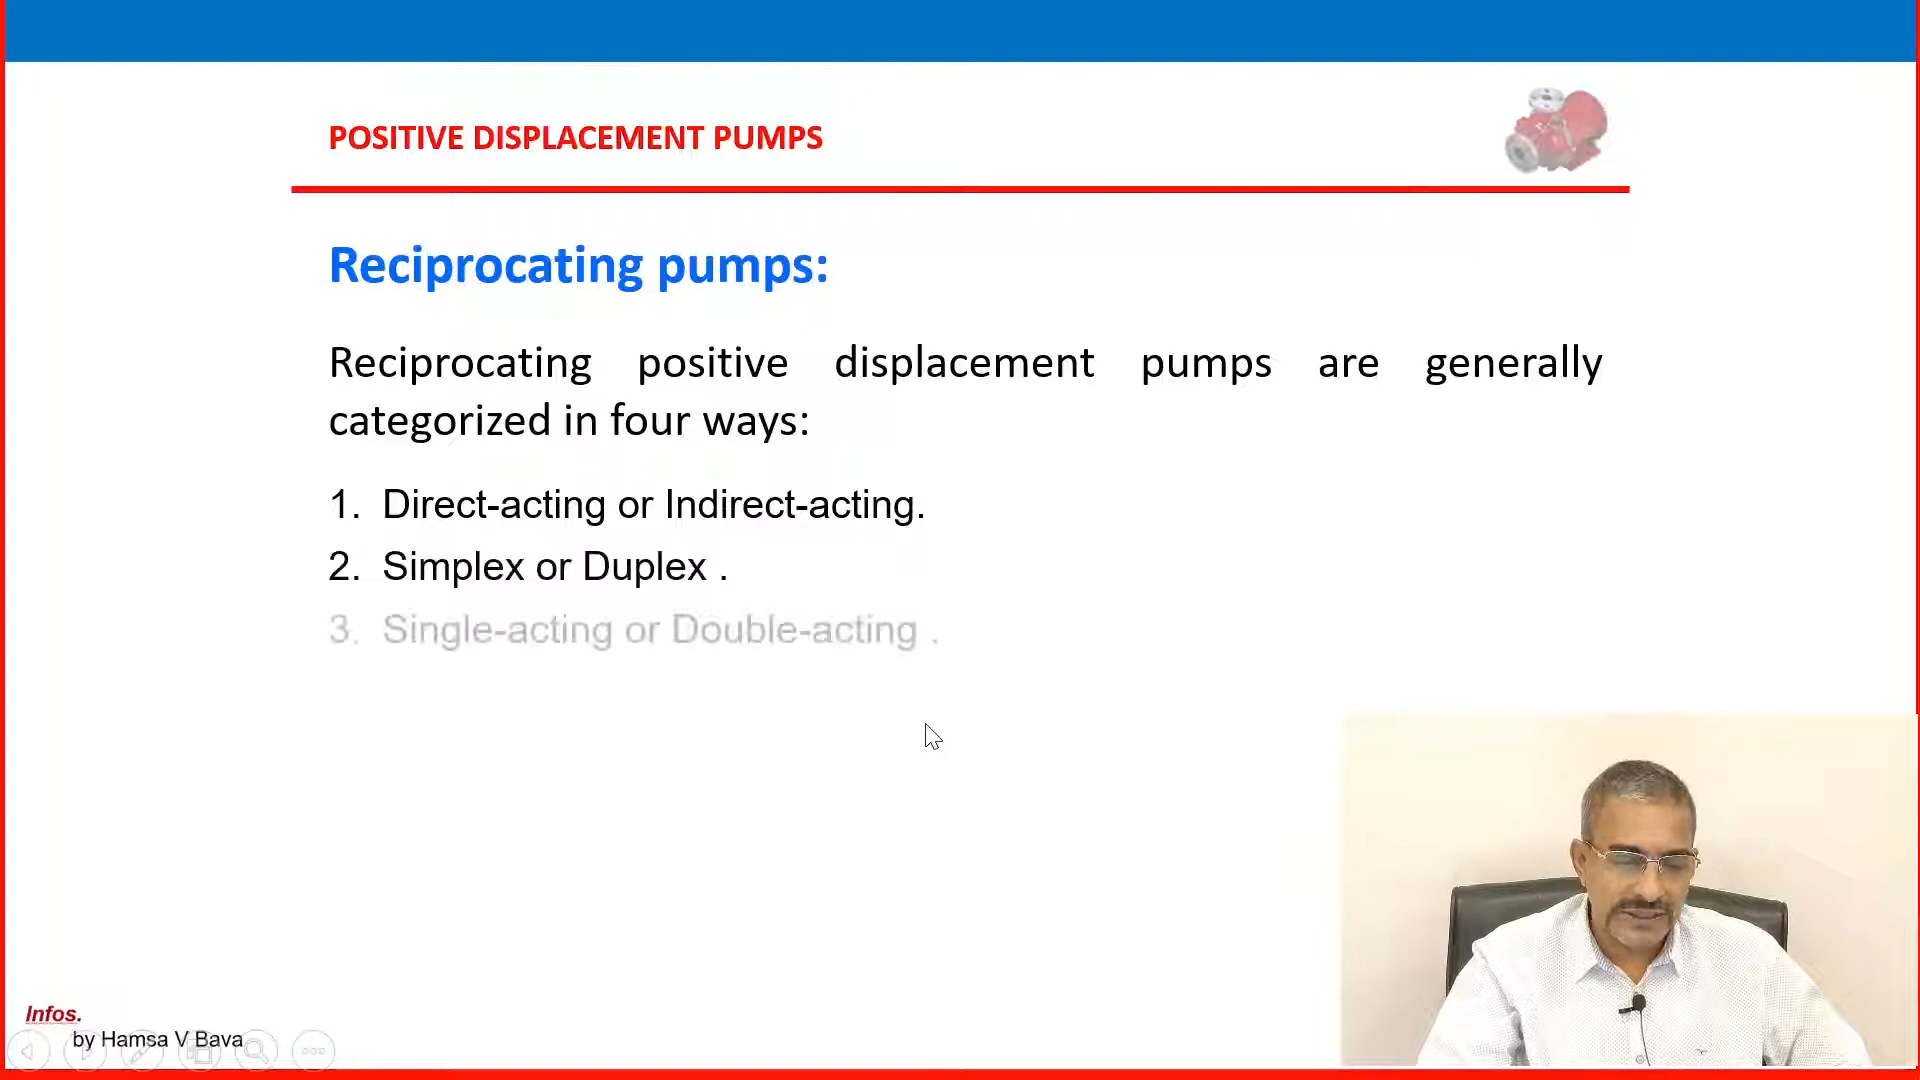 POSITIVE DISPLACEMENT PUMPS
Reciprocating pumps:
Reciprocating positive displacement pumps are generally
categorized in four ways:
1. Direct-acting or Indirect-acting.
2. Simplex or Duplex .
3. Single-acting or Double-acting .
Infos.
by Hamsa V Bava